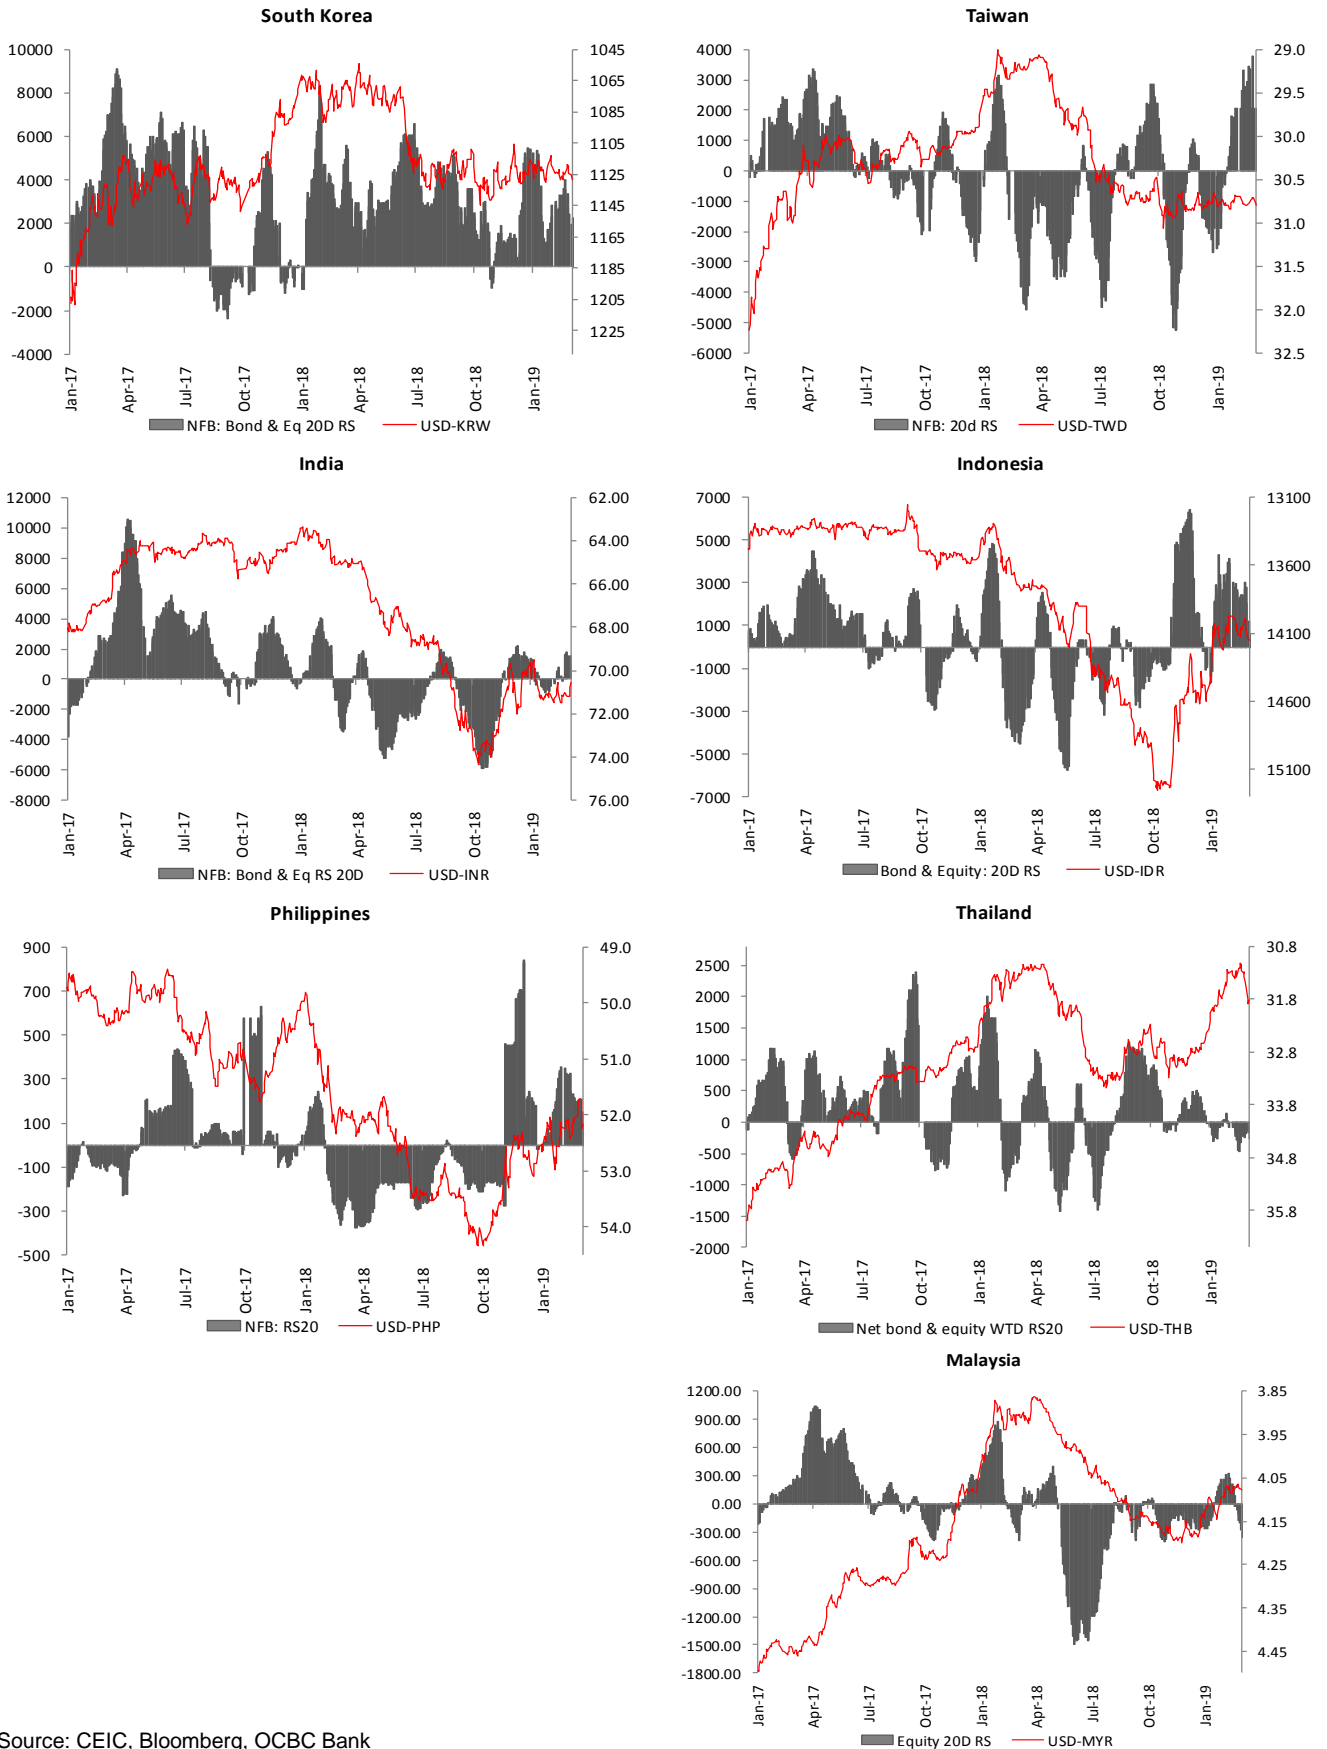 South Korea
10000
8000
6000
4000
2000
0
-2000
-4000
1045
1065
1085
1105
1125
1145
1165
1185
1205
1225
Jan-17
Apr-17
Jul-17
Oct-17
Jan-18
Apr-18
Jul-18
Oct-18
Jan-19
NFB: Bond & Eq 20D RS USD-KRW
Taiwan
4000
3000
2000
1000
0
-1000
-2000
-3000
-4000
-5000
-6000
29.0
29.5
30.0
30.5
31.0
31.5
32.0
32.5
Jan-17
Apr-17
Jul-17
Oct-17
Jan-18
Apr-18
Jul-18
Oct-18
Jan-19
NFB: 20d RS USD-TWD
India
12000
10000
8000
6000
4000
2000
0
-2000
-4000
-6000
-8000
62.00
64.00
66.00
68.00
70.00
72.00
74.00
76.00
Jan-17
Apr-17
Jul-17
Oct-17
Jan-18
Apr-18
Jul-18
Oct-18
Jan-19
NFB: Bond & Eq RS 20D USD-INR
Indonesia
7000
5000
3000
1000
-1000
-3000
-5000
-7000
13100
13600
14100
14600
15100
Jan-17
Apr-17
Jul-17
Oct-17
Jan-18
Apr-18
Jul-18
Oct-18
Jan-19
Bond & Equity: 20D RS USD-IDR
Philippines
900
700
500
300
100
-100
-300
-500
49.0
50.0
51.0
52.0
53.0
54.0
Jan-17
Apr-17
Jul-17
Oct-17
Jan-18
Apr-18
Jul-18
Oct-18
Jan-19
NFB: RS20 USD-PHP
Thailand
2500
2000
1500
1000
500
0
-500
-1000
-1500
-2000
30.8
31.8
32.8
33.8
34.8
35.8
Jan-17
Apr-17
Jul-17
Oct-17
Jan-18
Apr-18
Jul-18
Oct-18
Jan-19
Net bond & equity WTD RS20 USD-THB
Malaysia
1200.00
900.00
600.00
300.00
0.00
-300.00
-600.00
-900.00
-1200.00
-1500.00
-1800.00
3.85
3.95
4.05
4.15
4.25
4.35
4.45
Jan-17
Apr-17
Jul-17
Oct-17
Jan-18
Apr-18
Jul-18
Oct-18
Jan-19
Equity 20D RS USD-MYR
Source: CEIC, Bloomberg, OCBC Bank